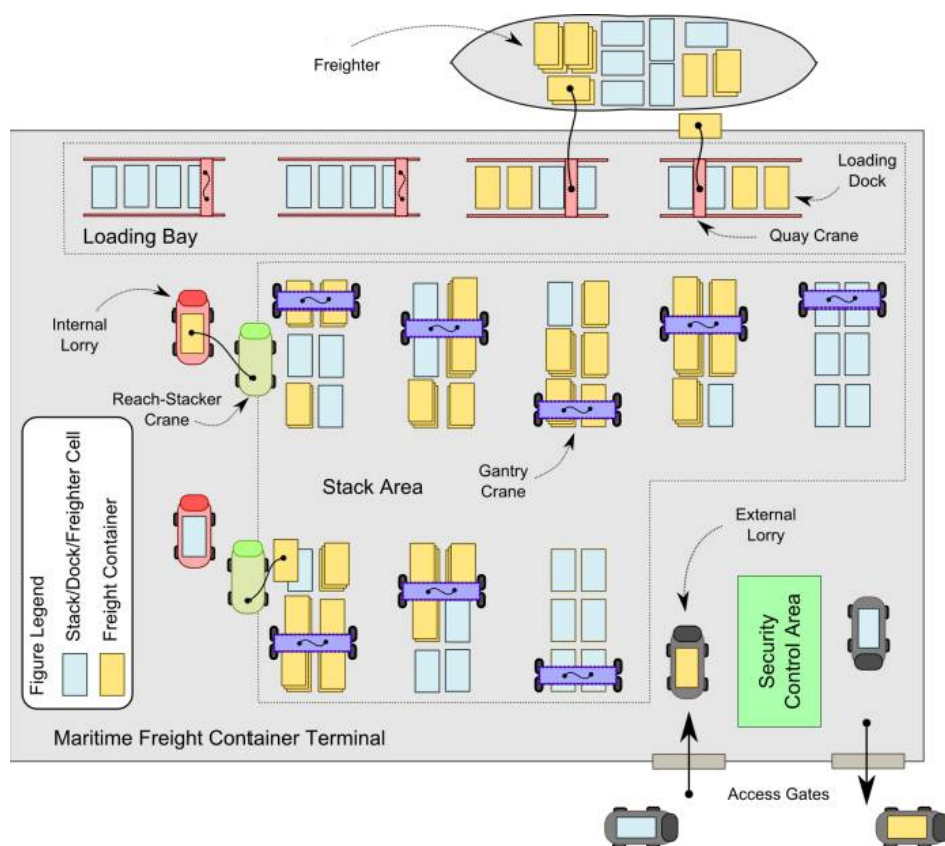 Freighter
Loading
Dock
Loading Bay
Quay Crane
Internal
Lorry
Reach-Stacker
Crane
Gantry
Crane
Stack Area
External
Lorry
Figure Legend
Stack/Dock/Freighter Cell
Freight Container
Security
Control Area
Maritime Freight Container Terminal
Access Gates